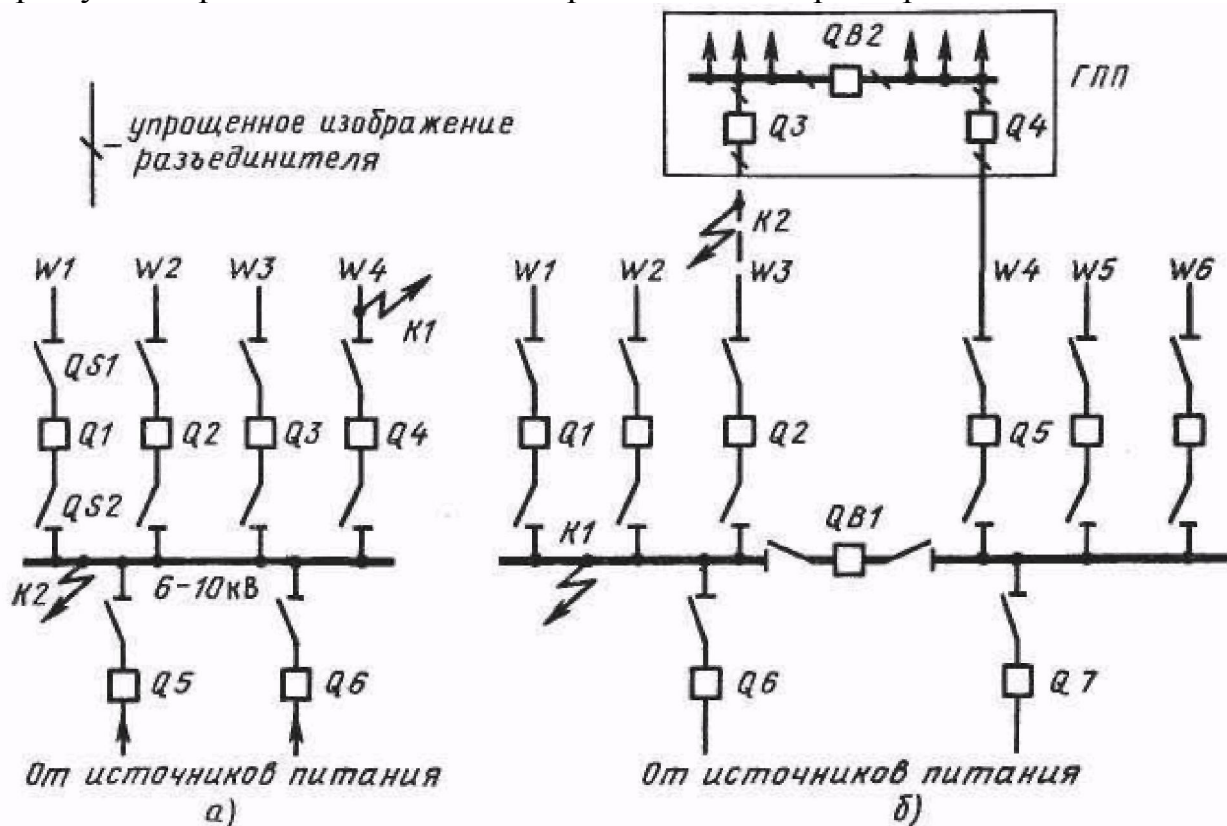 QB2
ГПП
Q3
Q4
упрощенное изображение
разъединителя
K2
W1
W2
W3
W4
K1
W1
W2
W3
W4
W5
W6
QS1
Q1
Q2
Q3
Q4
Q1
Q2
Q5
QS2
K1
QB1
K2
6-10кВ
Q5
Q6
Q6
Q7
От источников питания
От источников питания
а)
б)